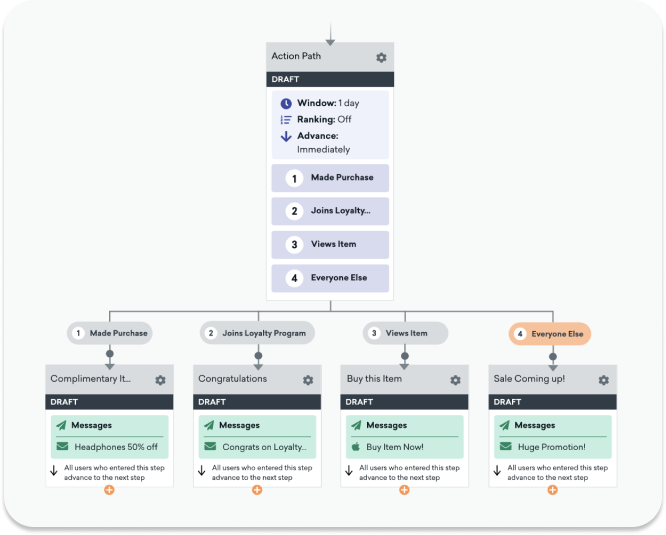 Action Path
DRAFT
Window: 1 day
Ranking: Off
Advance:
Immediately
1 Made Purchase
2 Joins Loyalty...
3 Views Item
4 Everyone Else
1 Made Purchase
2 Joins Loyalty Program
3 Views Item
4 Everyone Else
Complimentary It...
DRAFT
Messages
Headphones 50% off
All users who entered this step
advance to the next step
Congratulations
DRAFT
Messages
Congrats on Loyalty...
All users who entered this step
advance to the next step
Buy this Item
DRAFT
Messages
Buy Item Now!
All users who entered this step
advance to the next step
Sale Coming up!
DRAFT
Messages
Huge Promotion!
All users who entered this step
advance to the next step